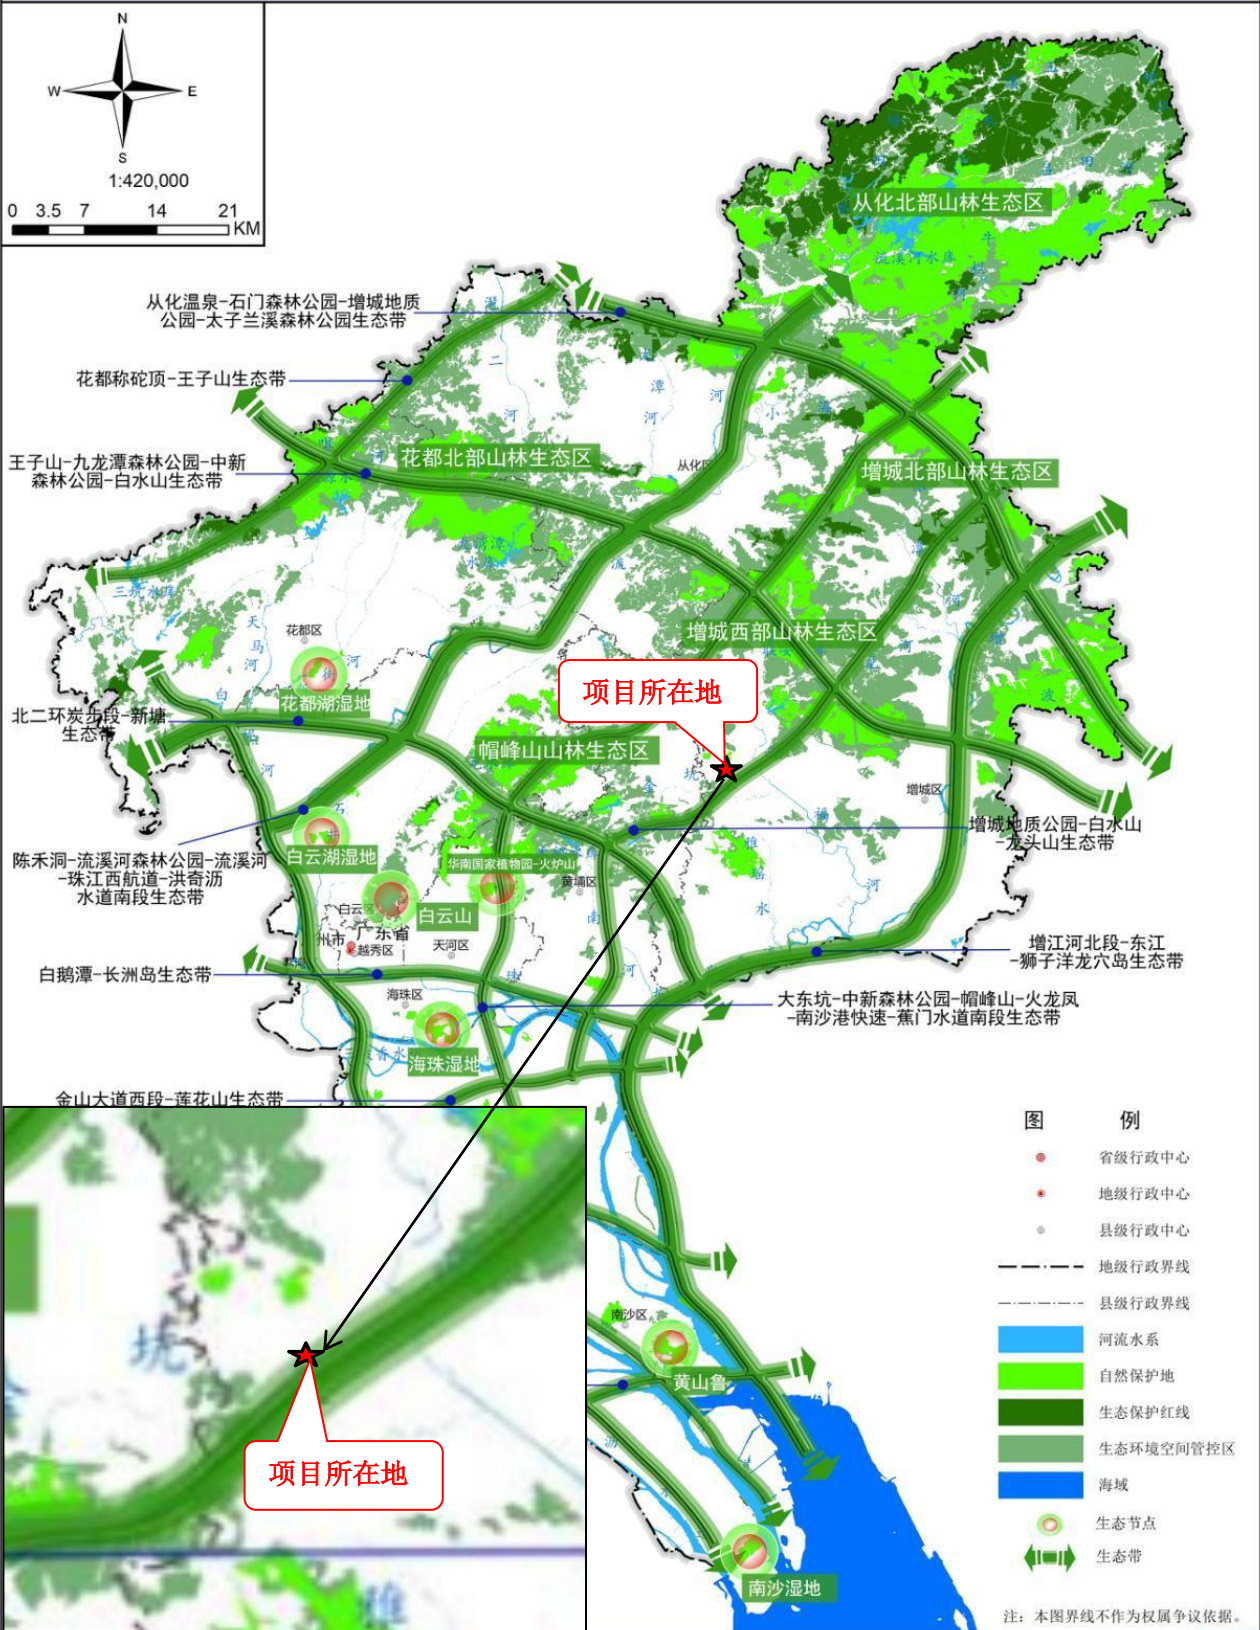 N
W
E
S
1:420,000
0 3.5 7 14 21
KM
从化北部山林生态区
流溪河水库
从化温泉-石门森林公园-增城地质
公园-太子兰溪森林公园生态带
花都称砣顶-王子山生态带
王子山-九龙潭森林公园-中新
森林公园-白水山生态带
花都北部山林生态区
从化区
增城北部山林生态区
三坑水库
天
马
河
花都区
花都湖湿地
增城西部山林生态区
项目所在地
北二环炭步段-新塘
生态带
帽峰山山林生态区
增城区
增城地质公园-白水山
-龙头山生态带
陈禾洞-流溪河森林公园-流溪河
-珠江西航道-洪奇沥
水道南段生态带
白云湖湿地
华南国家植物园-火炉山
黄埔区
白云区
白云山
广东省
州市
越秀区
天河区
白鹅潭-长洲岛生态带
海珠区
增江河北段-东江
-狮子洋龙穴岛生态带
大东坑-中新森林公园-帽峰山-火龙凤
-南沙港快速-蕉门水道南段生态带
海珠湿地
金山大道西段-莲花山生态带
坑
项目所在地
雅
南沙区
黄山鲁
南沙湿地
图 例
省级行政中心
地级行政中心
县级行政中心
地级行政界线
县级行政界线
河流水系
自然保护地
生态保护红线
生态环境空间管控区
海域
生态节点
生态带
注：本图界线不作为权属争议依据。